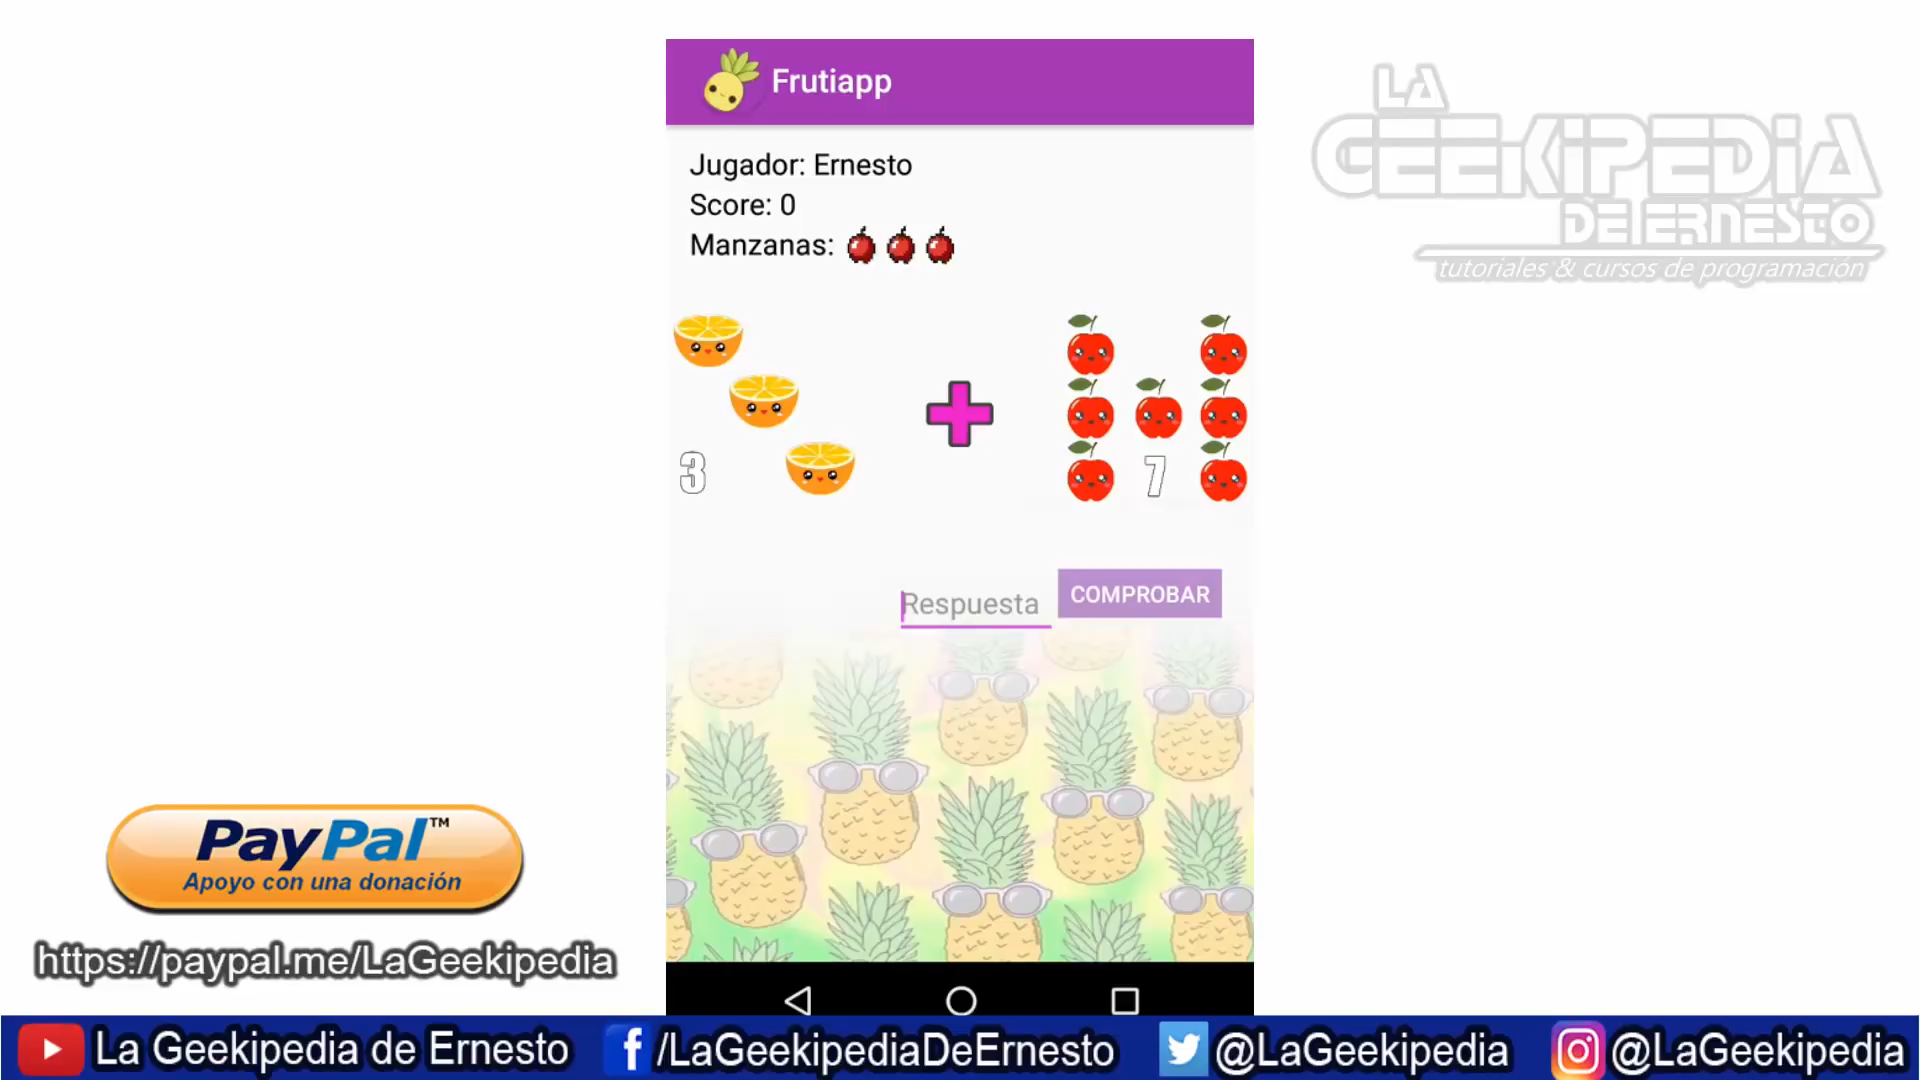 Frutiapp
LA
GEEKIPEDIA
DE ERNESTO
tutoriales & cursos de programación
Jugador: Ernesto
Score: 0
Manzanas:
3
7
Respuesta
COMPROBAR
PayPal™
Apoyo con una donación
https://paypal.me/LaGeekipedia
La Geekipedia de Ernesto
/LaGeekipediaDeErnesto
@LaGeekipedia
@LaGeekipedia